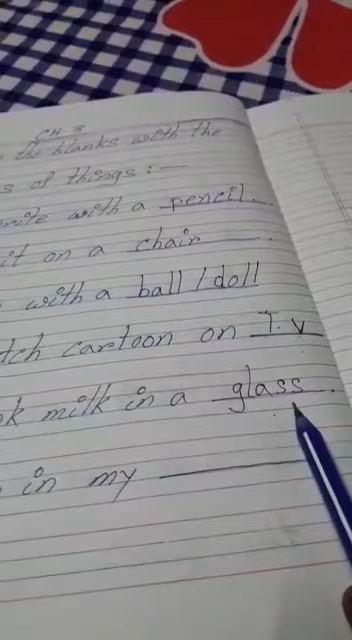 CH 8
the blanks with the
s of things : —
rite with a pencil.
it on a chair .
with a ball / doll
tch cartoon on T.V
k milk in a glass .
in my